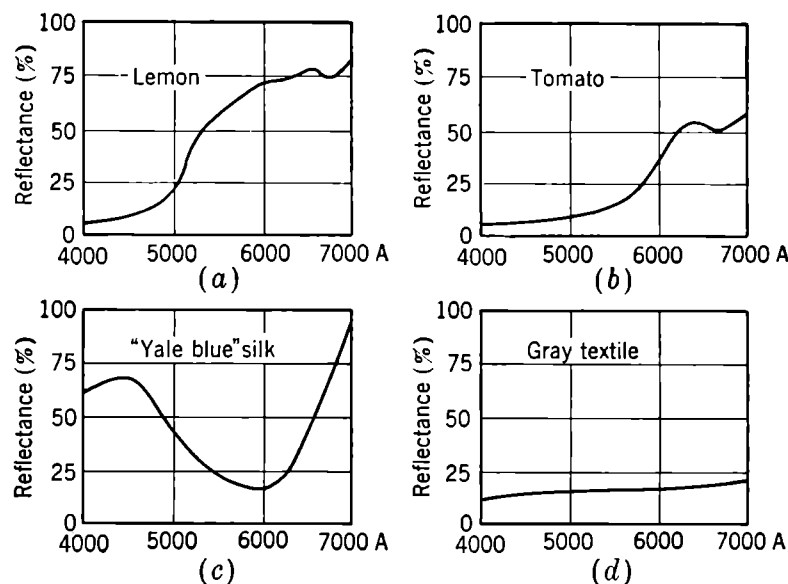 Reflectance (%)
100
75
50
25
0
Lemon
4000 5000 6000 7000 A
(a)
Reflectance (%)
100
75
50
25
0
Tomato
4000 5000 6000 7000 A
(b)
Reflectance (%)
100
75
50
25
0
"Yale blue" silk
4000 5000 6000 7000 A
(c)
Reflectance (%)
100
75
50
25
0
Gray textile
4000 5000 6000 7000 A
(d)